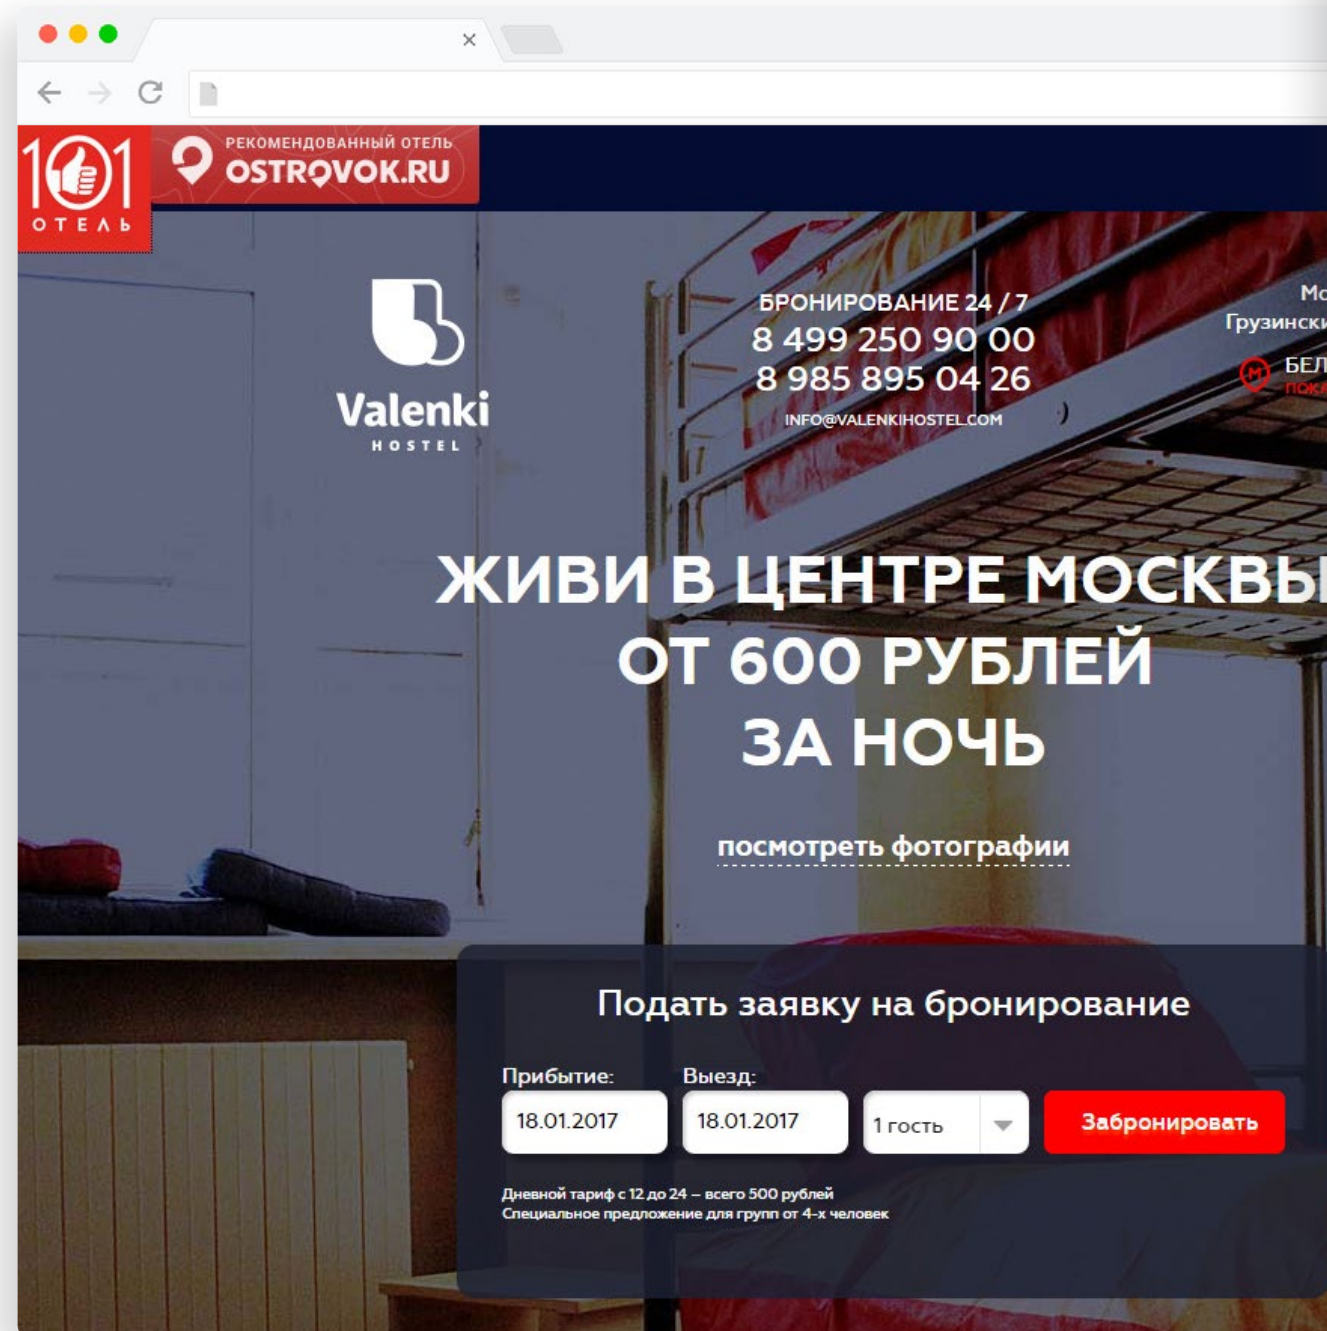 101
ОТЕЛЬ
РЕКОМЕНДОВАННЫЙ ОТЕЛЬ
OSTROVOK.RU
Valenki
HOSTEL
БРОНИРОВАНИЕ 24 / 7
8 499 250 90 00
8 985 895 04 26
INFO@VALENKIHOSTEL.COM
М
ЖИВИ В ЦЕНТРЕ МОСКВЫ
ОТ 600 РУБЛЕЙ
ЗА НОЧЬ
посмотреть фотографии
Подать заявку на бронирование
Прибытие: Выезд:
18.01.2017 18.01.2017 1 гость Забронировать
Дневной тариф с 12 до 24 – всего 500 рублей
Специальное предложение для групп от 4-х человек